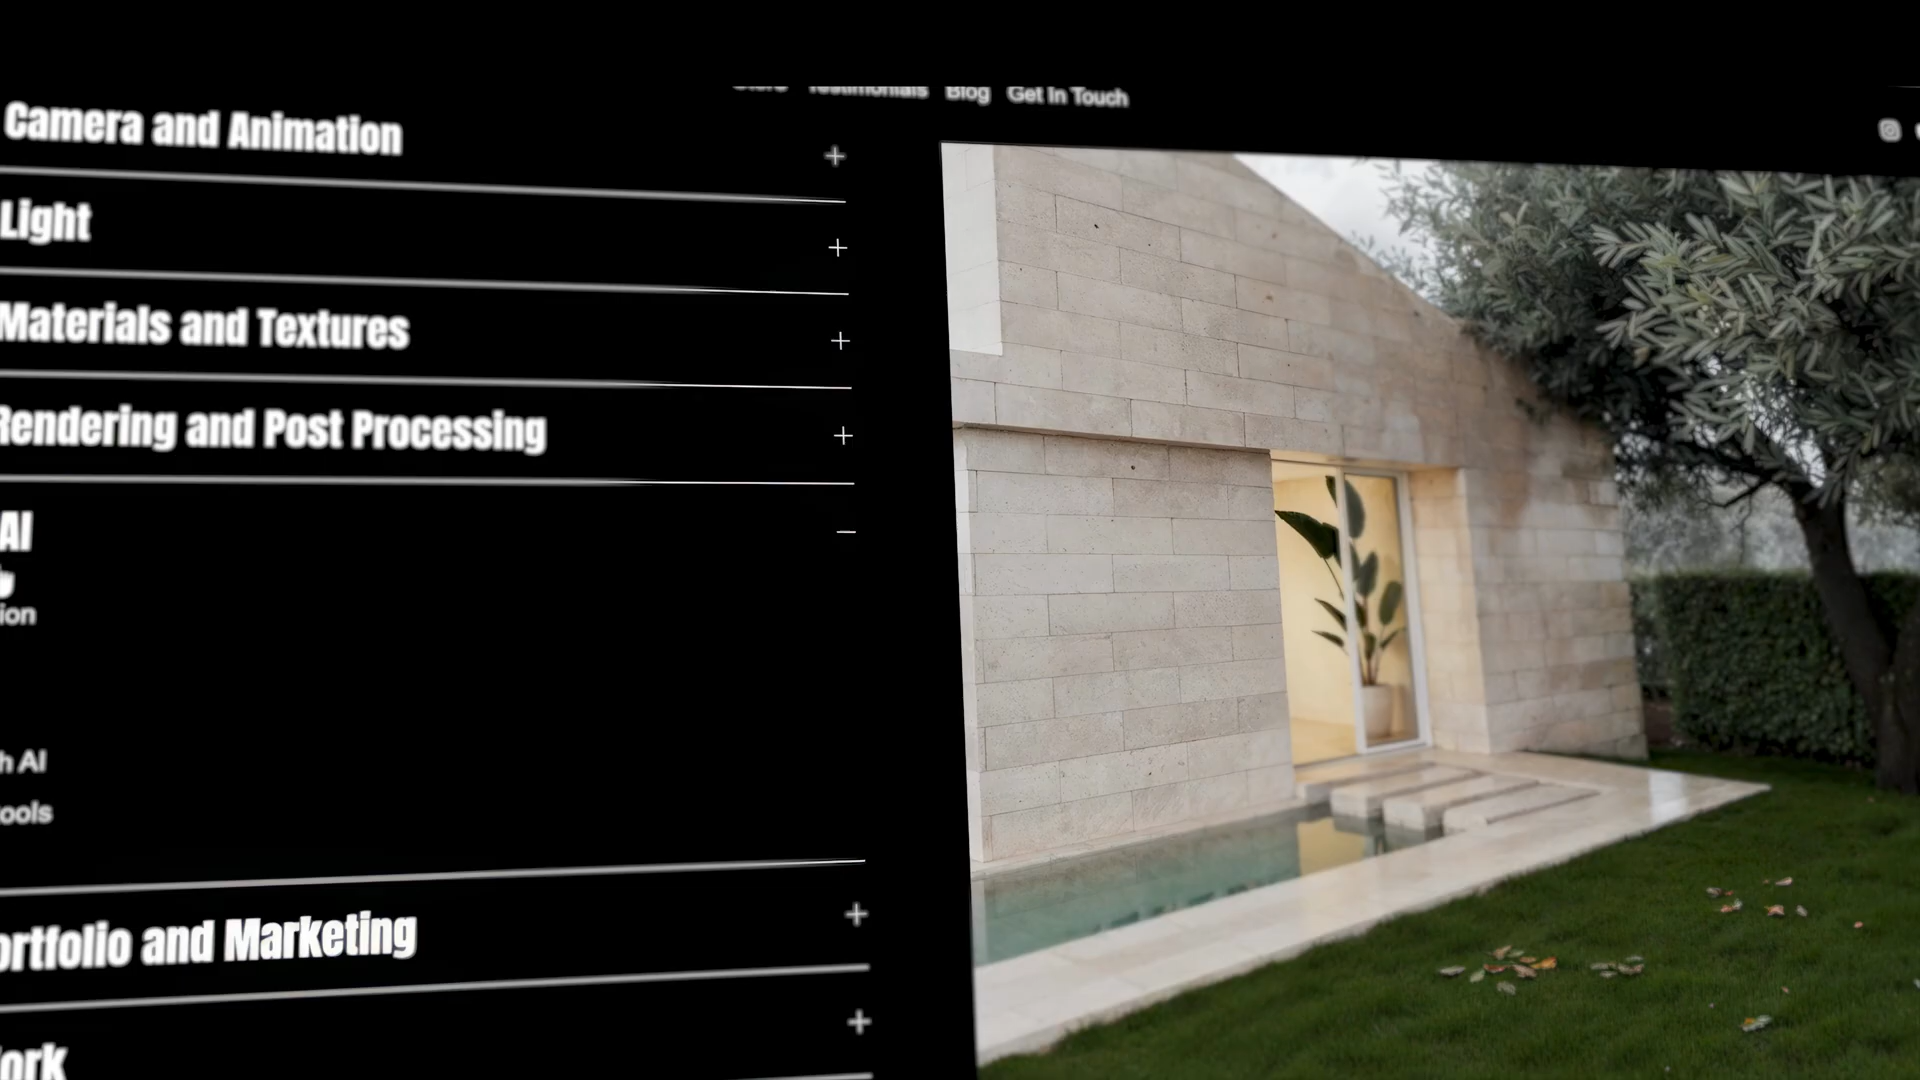 Testimonials Blog Get In Touch
Camera and Animation
Light
Materials and Textures
Rendering and Post Processing
AI
ion
h AI
ools
ortfolio and Marketing
ork